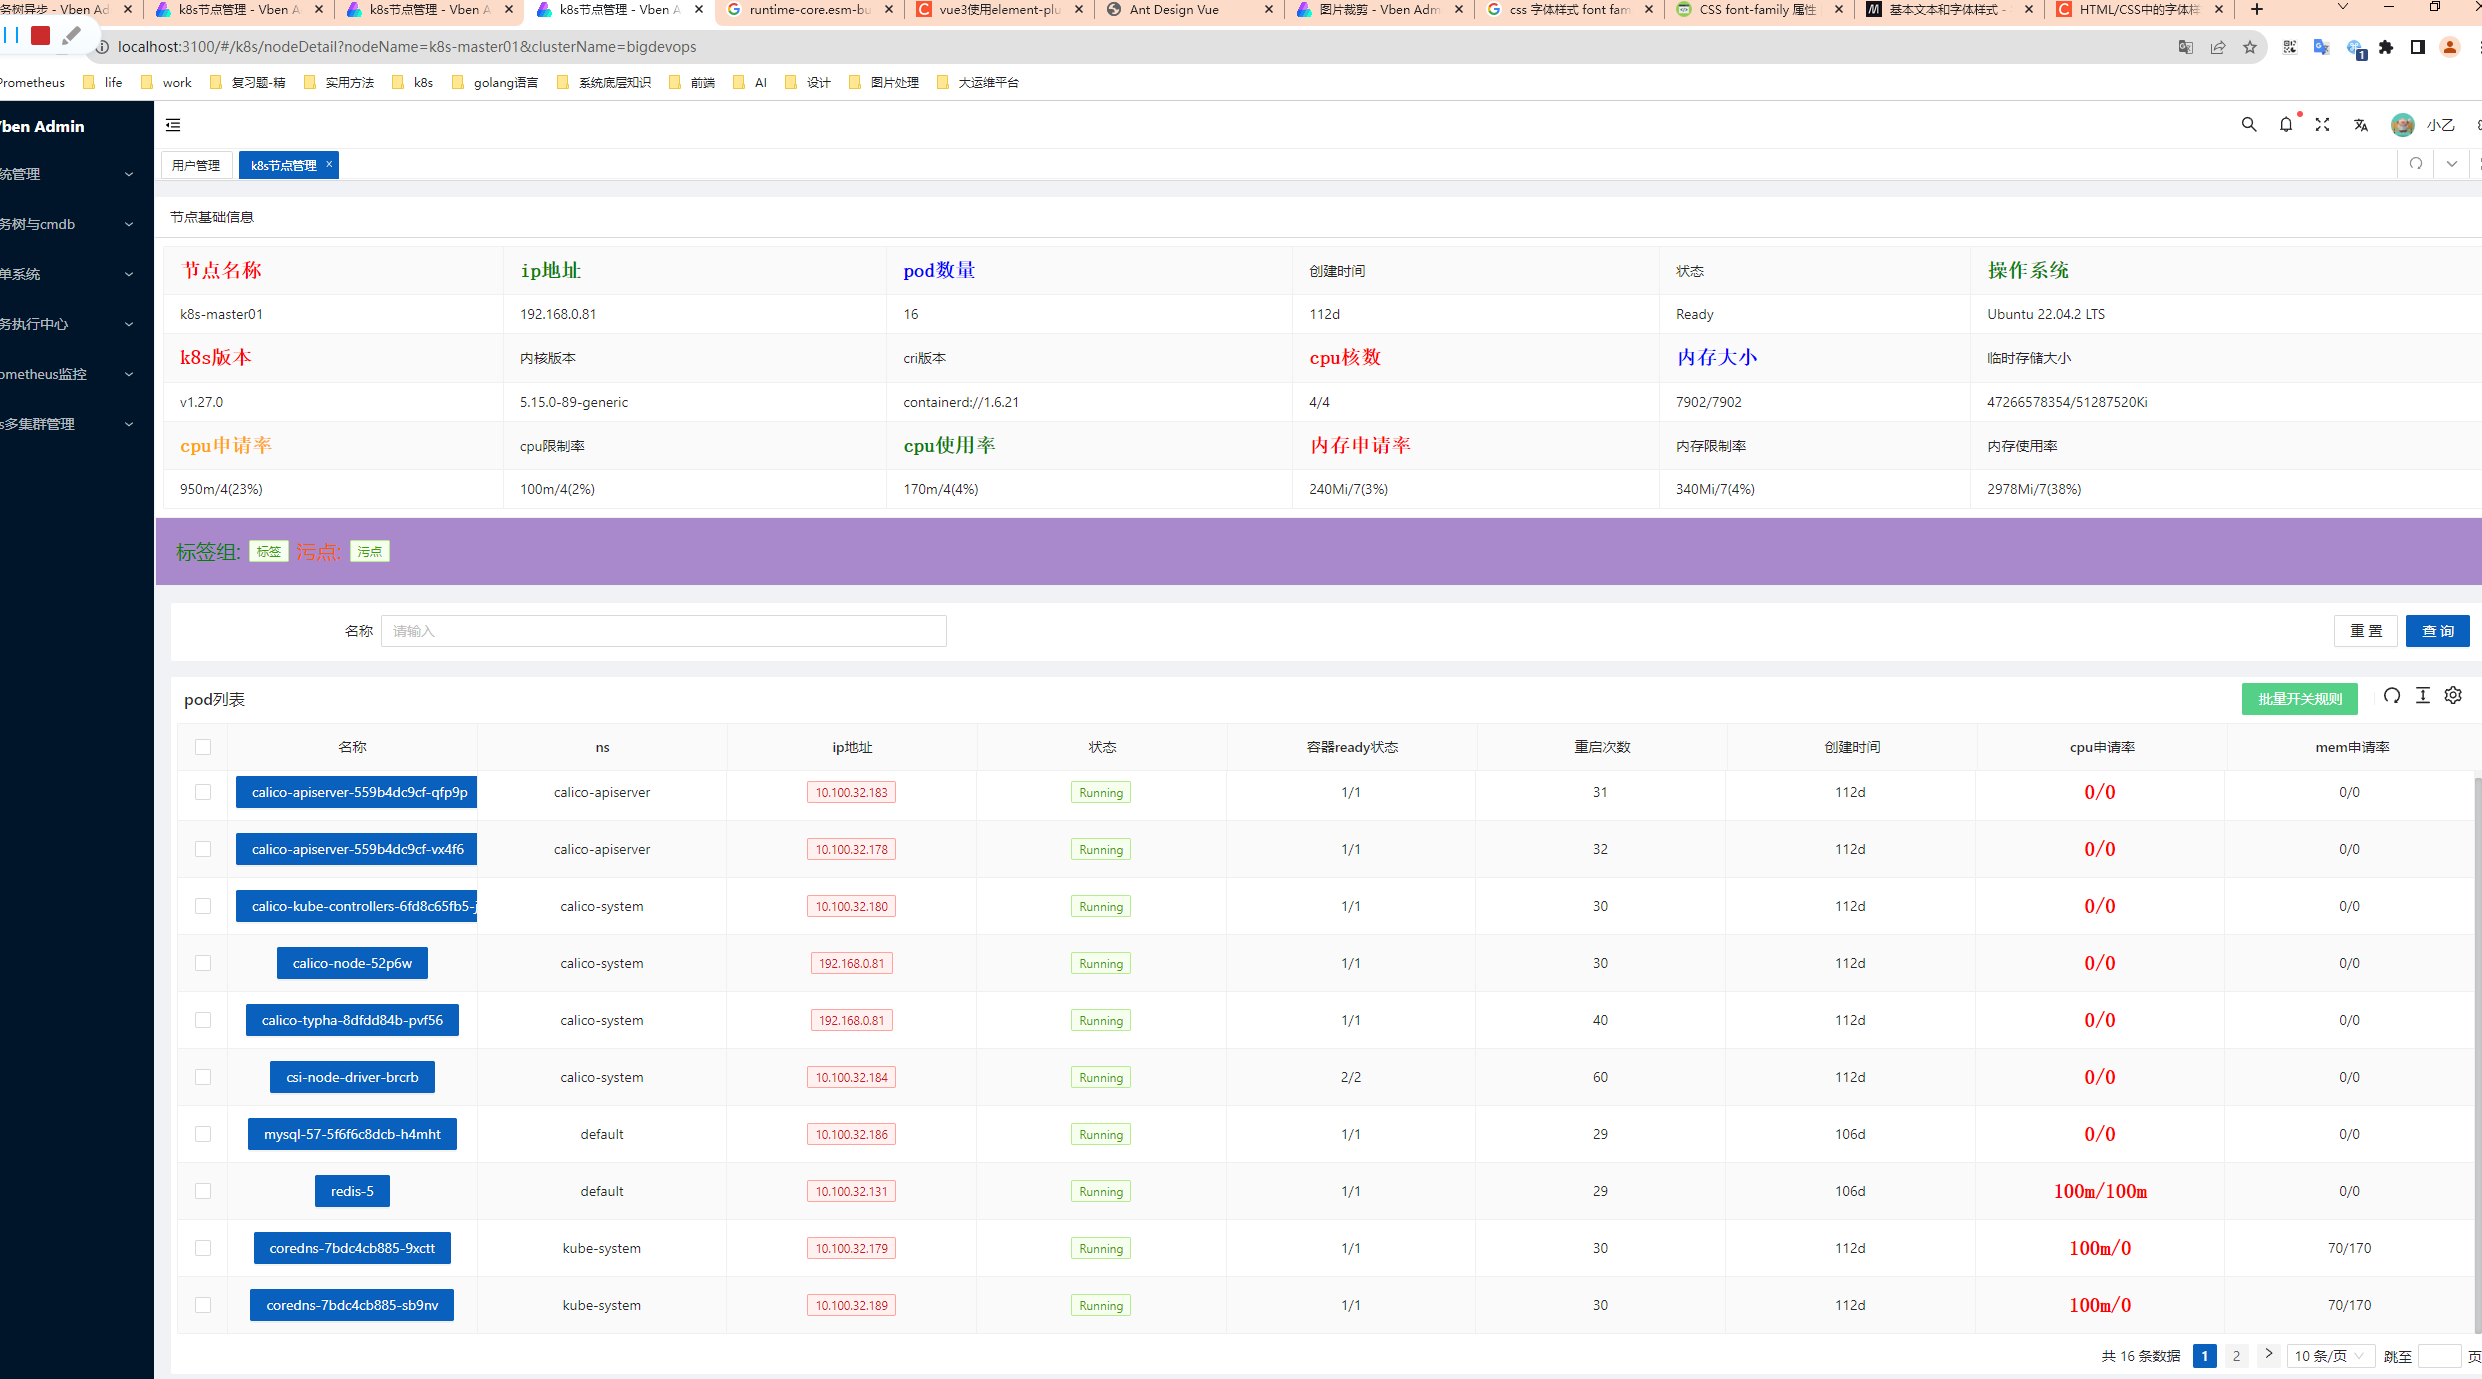 务树异步 - Vben Ad
k8s节点管理 - Vben A
k8s节点管理 - Vben A
k8s节点管理 - Vben A
runtime-core.esm-bu
vue3使用element-plu
Ant Design Vue
图片裁剪 - Vben Adm
css 字体样式 font fam
CSS font-family 属性
基本文本和字体样式 -
HTML/CSS中的字体样
localhost:3100/#/k8s/nodeDetail?nodeName=k8s-master01&clusterName=bigdevops
Prometheus life work 复习题-精 实用方法 k8s golang语言 系统底层知识 前端 AI 设计 图片处理 大运维平台
Vben Admin
小乙
用户管理 k8s节点管理
统管理
务树与cmdb
单系统
务执行中心
ometheus监控
s多集群管理
节点基础信息
节点名称 ip地址 pod数量 创建时间 状态 操作系统
k8s-master01 192.168.0.81 16 112d Ready Ubuntu 22.04.2 LTS
k8s版本 内核版本 cri版本 cpu核数 内存大小 临时存储大小
v1.27.0 5.15.0-89-generic containerd://1.6.21 4/4 7902/7902 47266578354/51287520Ki
cpu申请率 cpu限制率 cpu使用率 内存申请率 内存限制率 内存使用率
950m/4(23%) 100m/4(2%) 170m/4(4%) 240Mi/7(3%) 340Mi/7(4%) 2978Mi/7(38%)
标签组: 标签 污点: 污点
名称 请输入 重 置 查 询
pod列表 批量开关规则
名称 ns ip地址 状态 容器ready状态 重启次数 创建时间 cpu申请率 mem申请率
calico-apiserver-559b4dc9cf-qfp9p calico-apiserver 10.100.32.183 Running 1/1 31 112d 0/0 0/0
calico-apiserver-559b4dc9cf-vx4f6 calico-apiserver 10.100.32.178 Running 1/1 32 112d 0/0 0/0
calico-kube-controllers-6fd8c65fb5-j calico-system 10.100.32.180 Running 1/1 30 112d 0/0 0/0
calico-node-52p6w calico-system 192.168.0.81 Running 1/1 30 112d 0/0 0/0
calico-typha-8dfdd84b-pvf56 calico-system 192.168.0.81 Running 1/1 40 112d 0/0 0/0
csi-node-driver-brcrb calico-system 10.100.32.184 Running 2/2 60 112d 0/0 0/0
mysql-57-5f6f6c8dcb-h4mht default 10.100.32.186 Running 1/1 29 106d 0/0 0/0
redis-5 default 10.100.32.131 Running 1/1 29 106d 100m/100m 0/0
coredns-7bdc4cb885-9xctt kube-system 10.100.32.179 Running 1/1 30 112d 100m/0 70/170
coredns-7bdc4cb885-sb9nv kube-system 10.100.32.189 Running 1/1 30 112d 100m/0 70/170
共 16 条数据 1 2 10 条/页 跳至 页